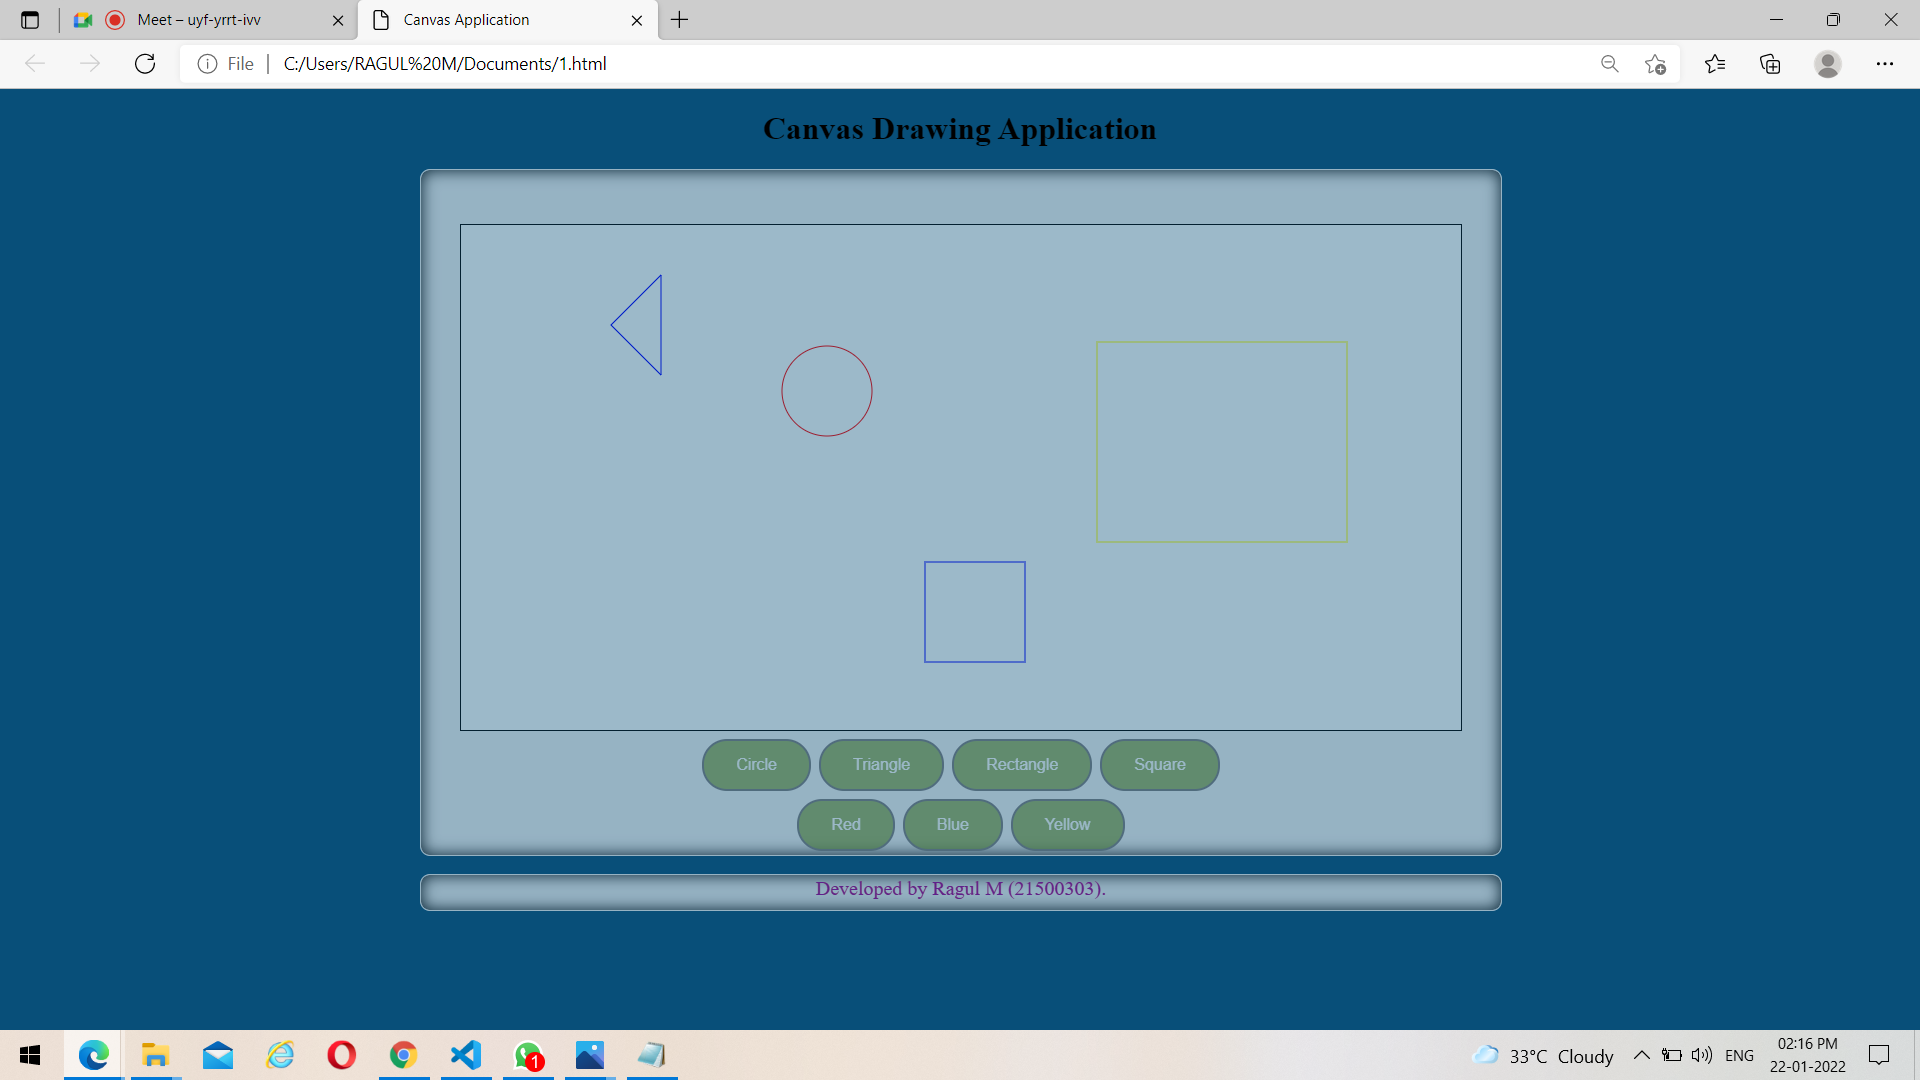 Meet – uyf-yrrt-ivv
Canvas Application
File
C:/Users/RAGUL%20M/Documents/1.html
Canvas Drawing Application
Circle
Triangle
Rectangle
Square
Red
Blue
Yellow
Developed by Ragul M (21500303).
1
33°C Cloudy
ENG
02:16 PM
22-01-2022